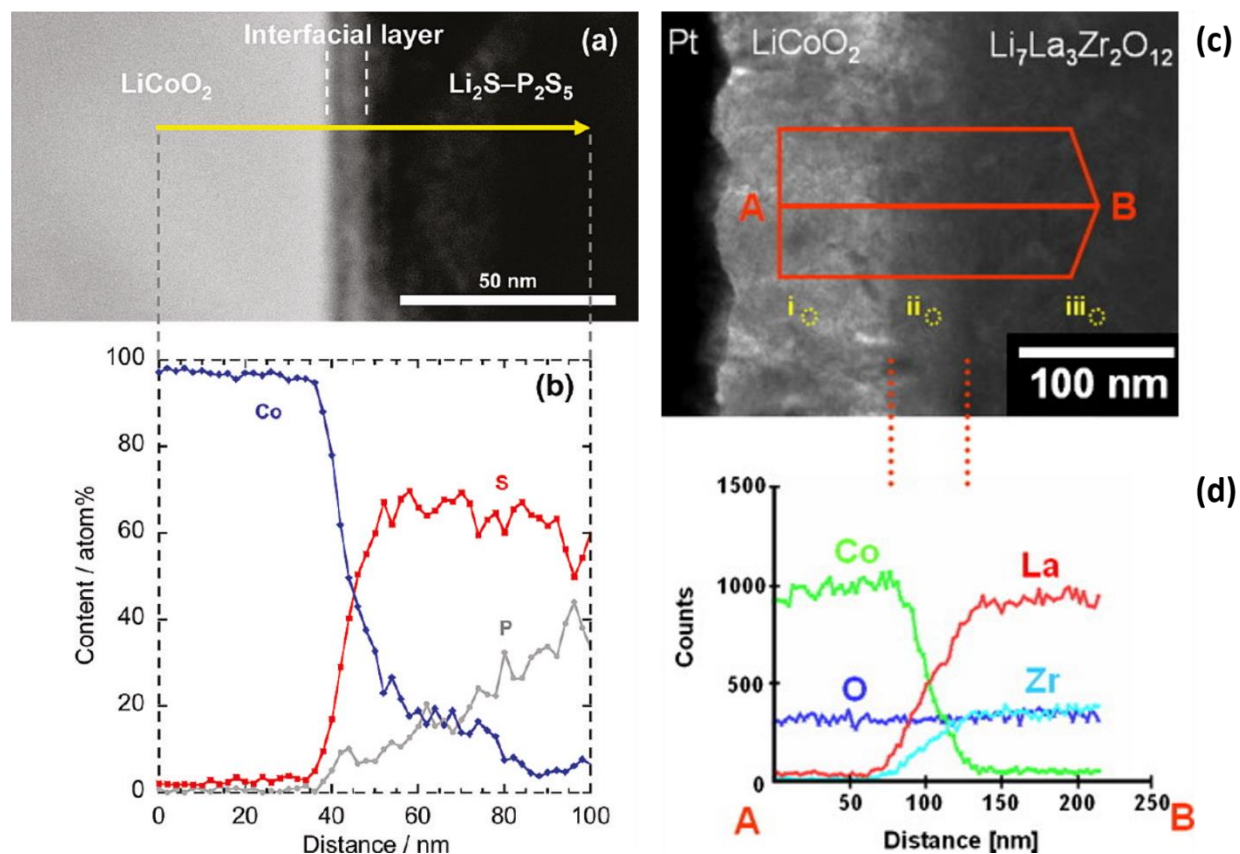 Interfacial layer
(a)
LiCoO₂
Li₂S–P₂S₅
50 nm
100
80
60
40
20
0
Content / atom%
Co
S
P
(b)
0
20
40
60
80
100
Distance / nm
Pt
LiCoO₂
Li₇La₃Zr₂O₁₂
(c)
A
B
i
ii
iii
100 nm
1500
1000
500
0
Counts
Co
La
O
Zr
(d)
50
100
150
200
250
A
Distance [nm]
B